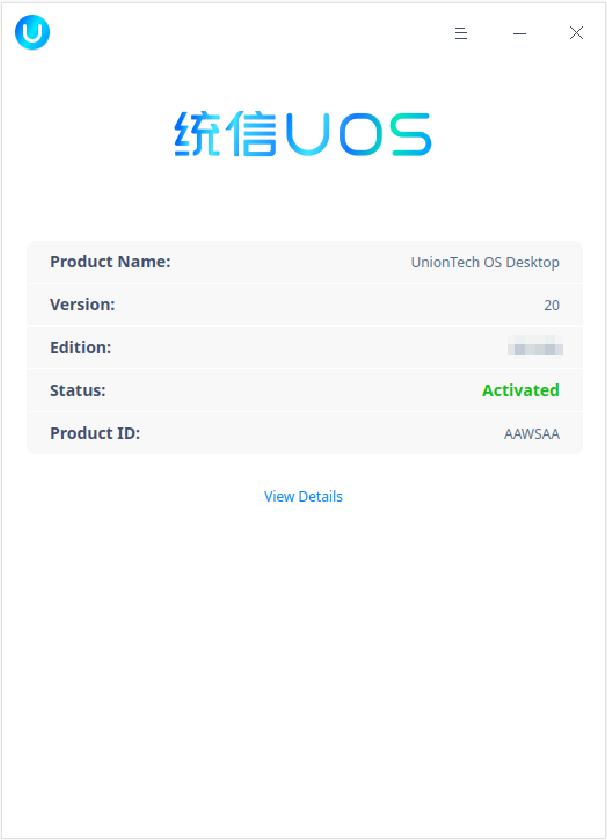 U
统信UOS
Product Name: UnionTech OS Desktop
Version: 20
Edition:
Status: Activated
Product ID: AAWSAA
View Details